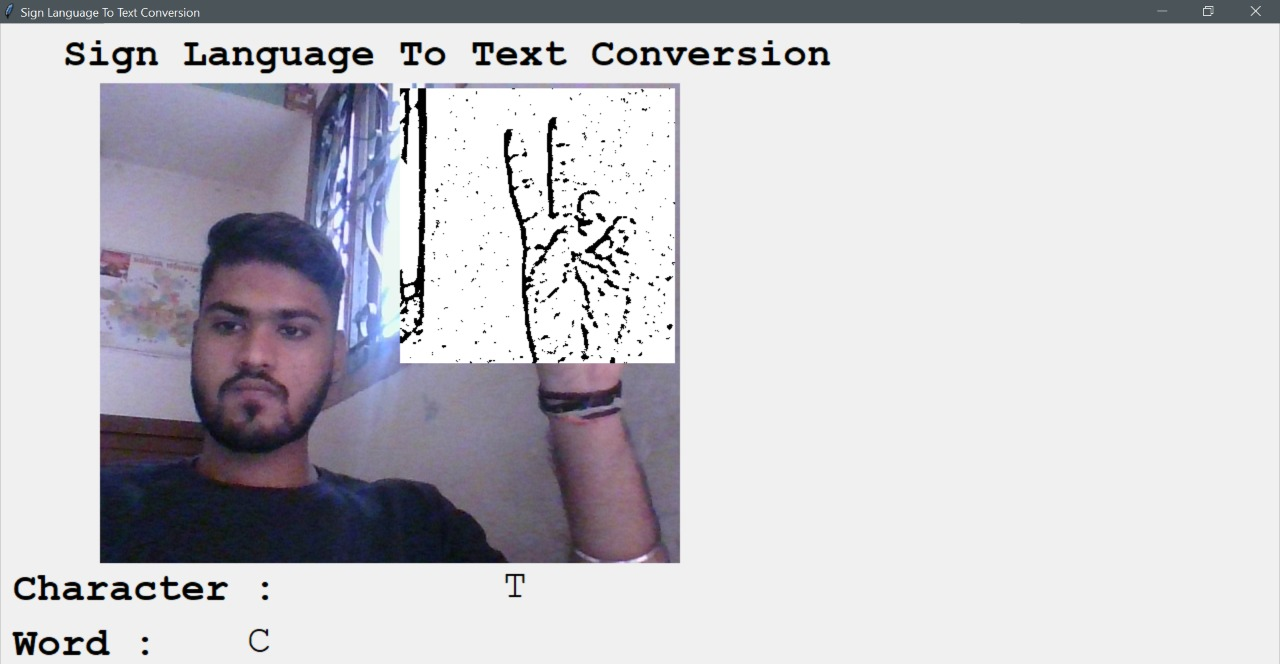 Sign Language To Text Conversion
Sign Language To Text Conversion
Character : T
Word : C